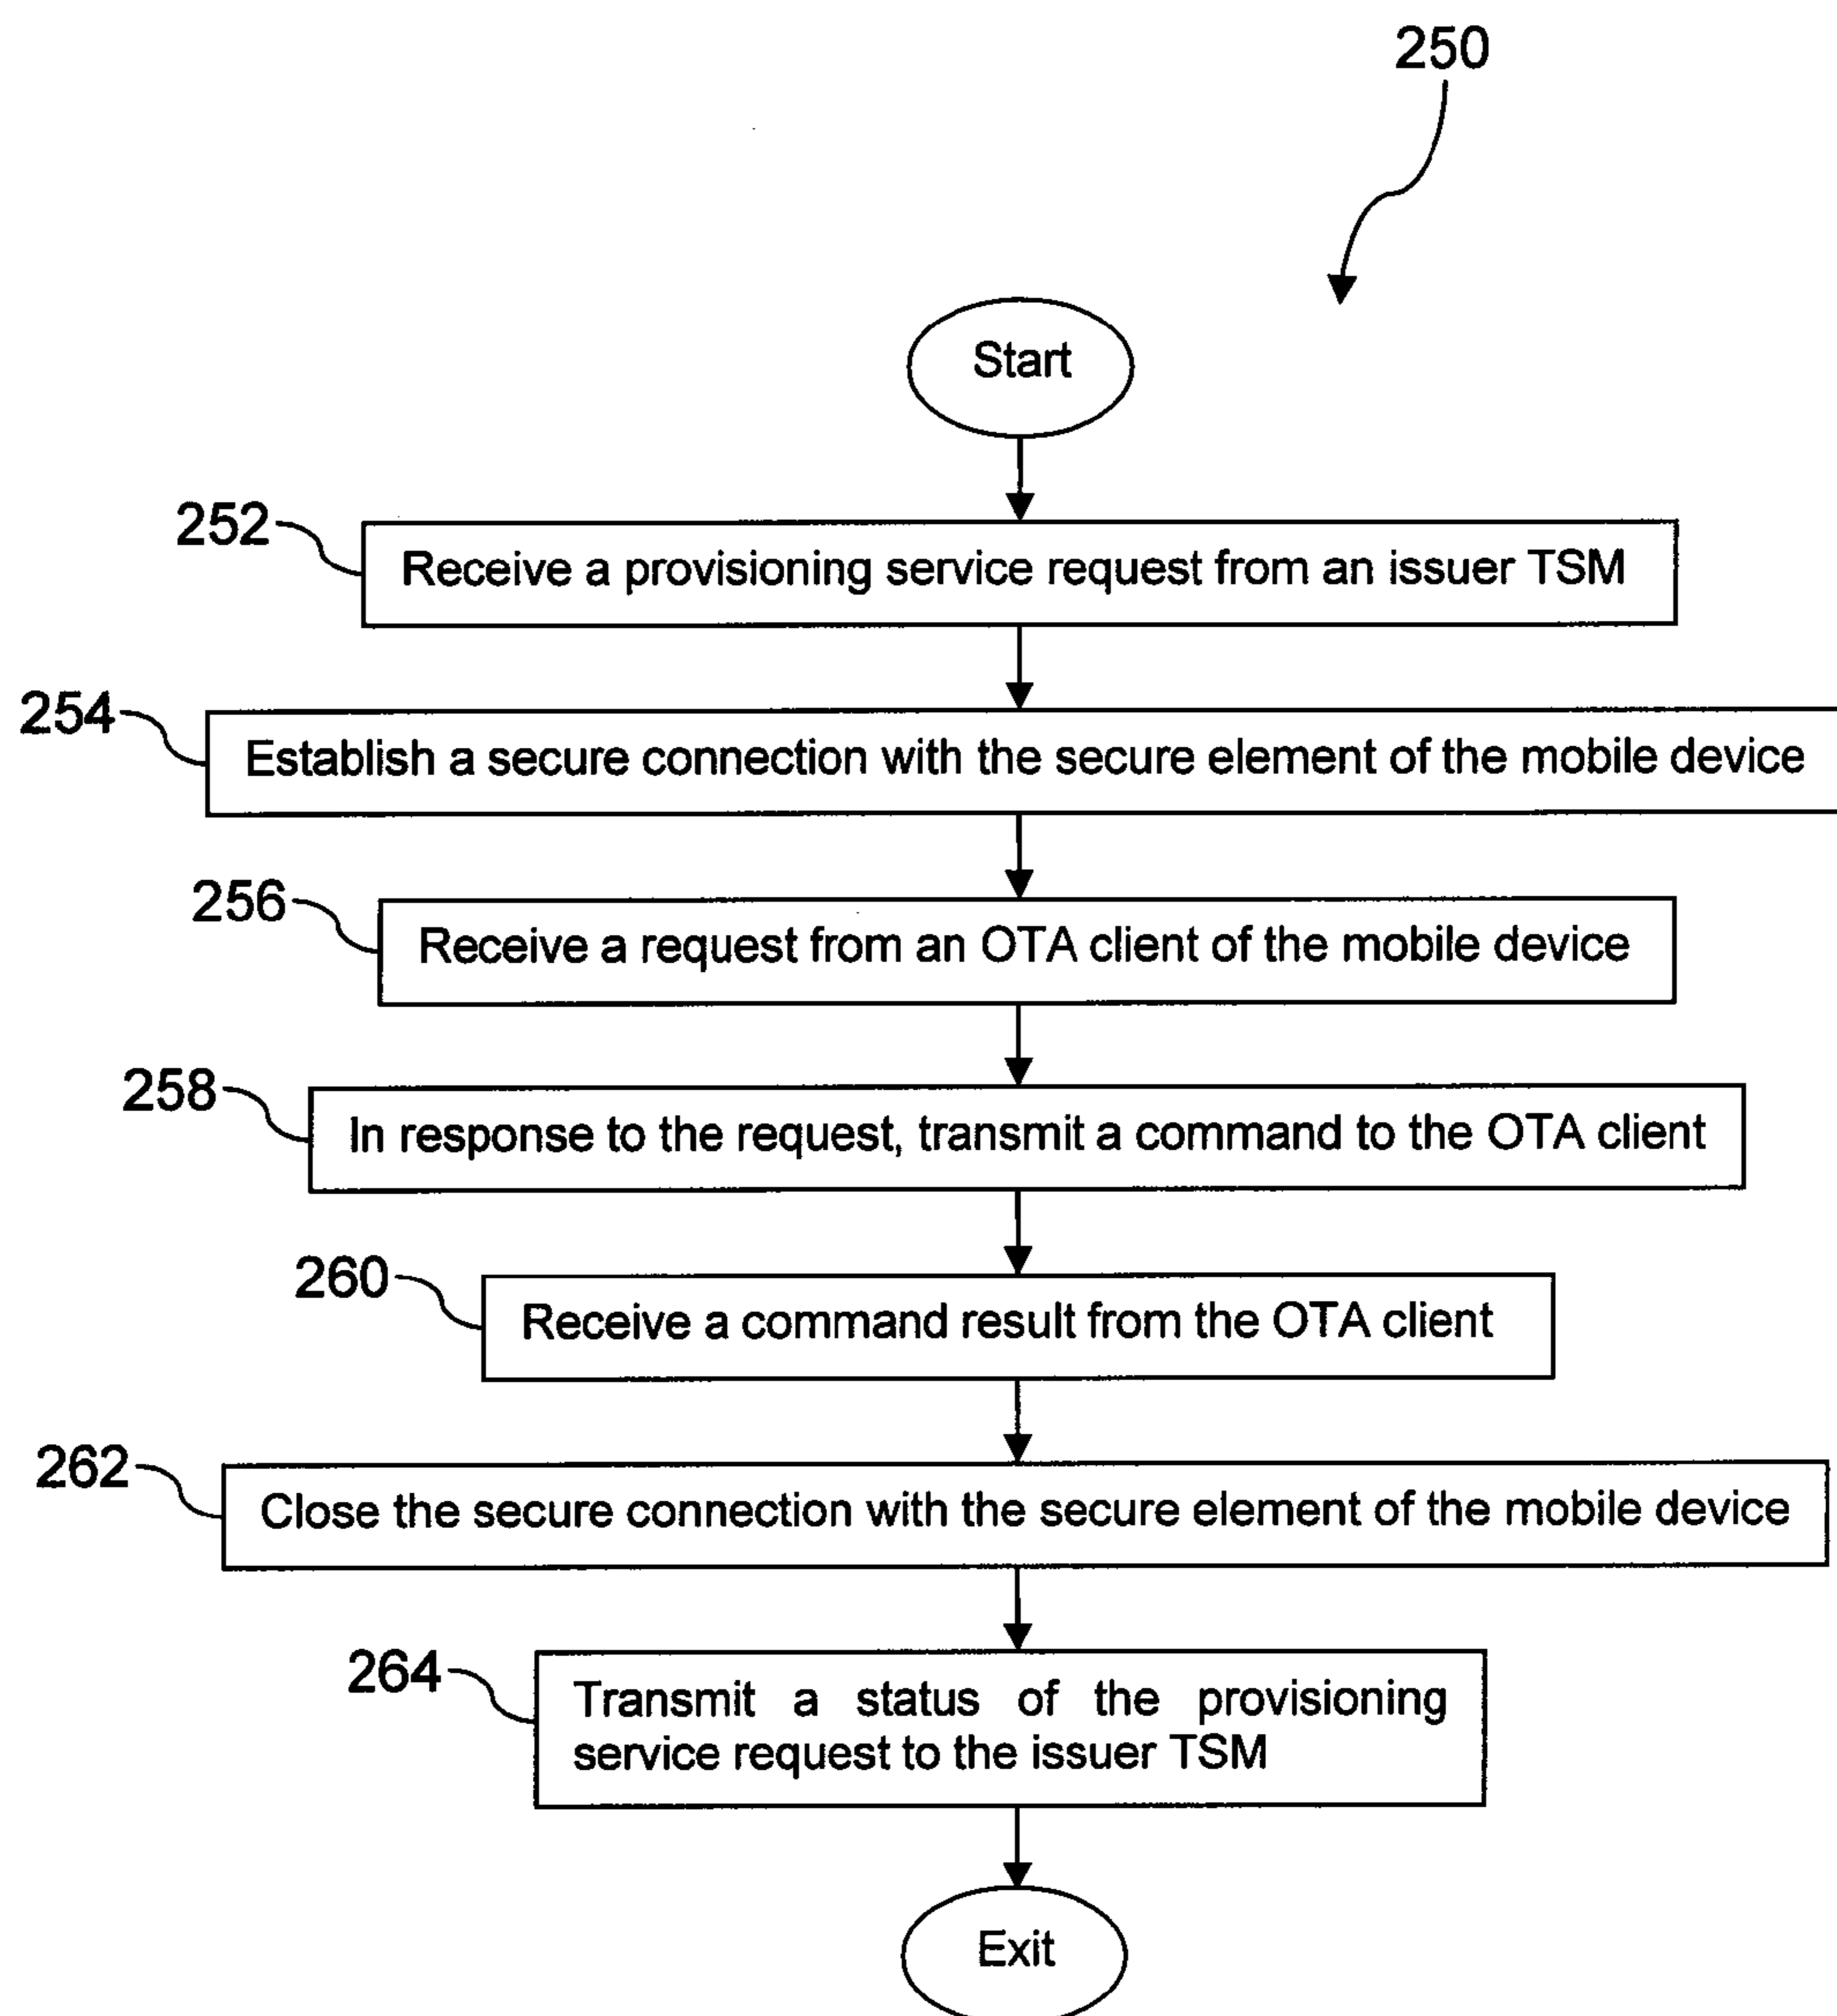 250
Start
252
Receive a provisioning service request from an issuer TSM
254
Establish a secure connection with the secure element of the mobile device
256
Receive a request from an OTA client of the mobile device
258
In response to the request, transmit a command to the OTA client
260
Receive a command result from the OTA client
262
Close the secure connection with the secure element of the mobile device
264
Transmit a status of the provisioning
service request to the issuer TSM
Exit